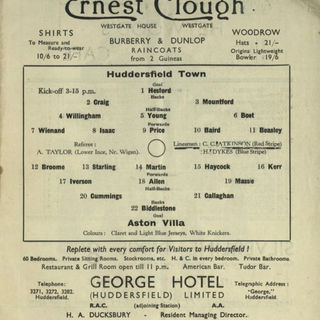 Ernest Clough
WESTGATE HOUSE WESTGATE
SHIRTS
To Measure and
Ready-to-wear
10/6 to 21/-
BURBERRY & DUNLOP
RAINCOATS
from 2 Guineas
WOODROW
Hats - 21/-
Origins Lightweight
Bowler :19/6
Huddersfield Town
Kick-off 3-15 p.m.
Goal
1 Hesford
Backs
2 Craig 3 Mountford
Half-Backs
4 Willingham 5 Young 6 Boot
Forwards
7 Wienand 8 Isaac 9 Price 10 Baird 11 Beasley
Referee :
A. TAYLOR (Lower Ince, Nr. Wigan).
Linesmen : C. C. ATKINSON (Red Stripe)
H. DYKES (Blue Stripe)
12 Broome 13 Starling 14 Martin 15 Haycock 16 Kerr
Forwards
17 Iverson 18 Allen 19 Massie
Half-Backs
20 Cummings 21 Callaghan
Backs
22 Biddlestone
Goal
Aston Villa
Colours : Claret and Light Blue Jerseys, White Knickers.
Replete with every comfort for Visitors to Huddersfield !
60 Bedrooms. Private Sitting Rooms. Stockrooms, etc. H. & C. in every bedroom. Private Bathrooms.
Restaurant & Grill Room open till 11 p.m. American Bar. Tudor Bar.
Telephone Nos.
3271, 3272, 3282.
Huddersfield.
GEORGE HOTEL
(HUDDERSFIELD) LIMITED
Telegraphic Address :
"George,"
Huddersfield.
R.A.C. (adjoining Station) A.A.
H. A. DUCKSBURY - Resident Managing Director.